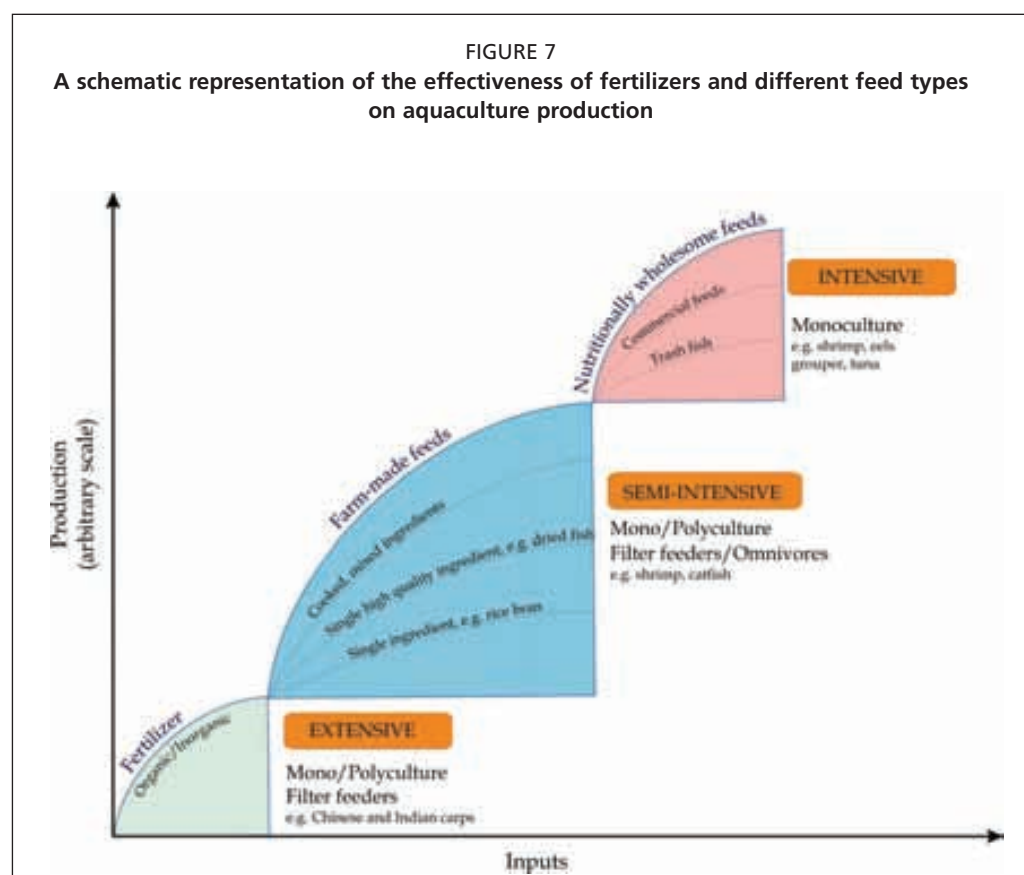 FIGURE 7
A schematic representation of the effectiveness of fertilizers and different feed types
on aquaculture production
Production
(arbitrary scale)
Nutritionally wholesome feeds
Commercial feeds
Trash fish
INTENSIVE
Monoculture
e.g. shrimp, eels
grouper, tuna
Farm-made feeds
Cooked, mixed ingredients
Single high quality ingredient, e.g. dried fish
Single ingredient, e.g. rice bran
SEMI-INTENSIVE
Mono/Polyculture
Filter feeders/Omnivores
e.g. shrimp, catfish
Fertilizer
Organic/Inorganic
EXTENSIVE
Mono/Polyculture
Filter feeders
e.g. Chinese and Indian carps
Inputs